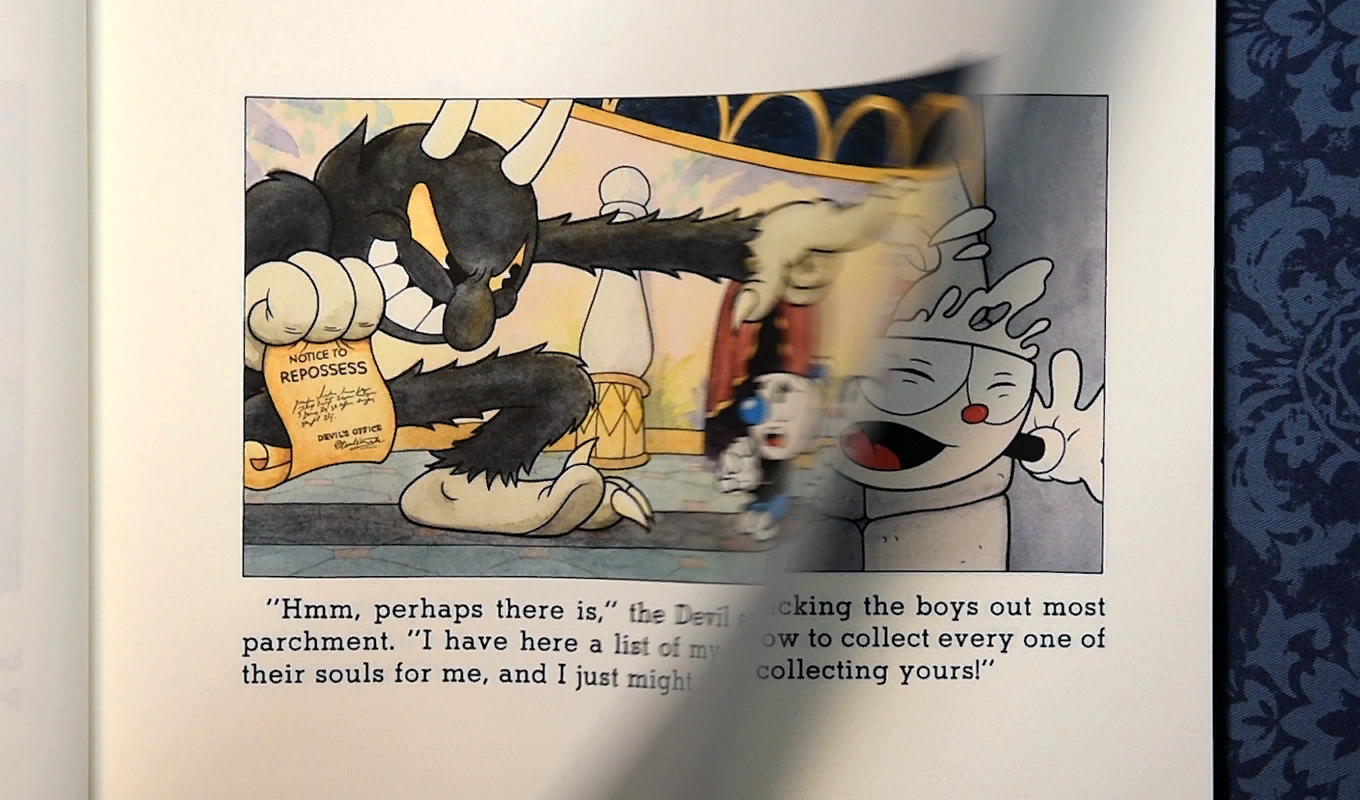 NOTICE TO
REPOSSESS
DEVIL'S OFFICE
"Hmm, perhaps there is," the Devil
parchment. "I have here a list of my
their souls for me, and I just might
cking the boys out most
ow to collect every one of
collecting yours!"